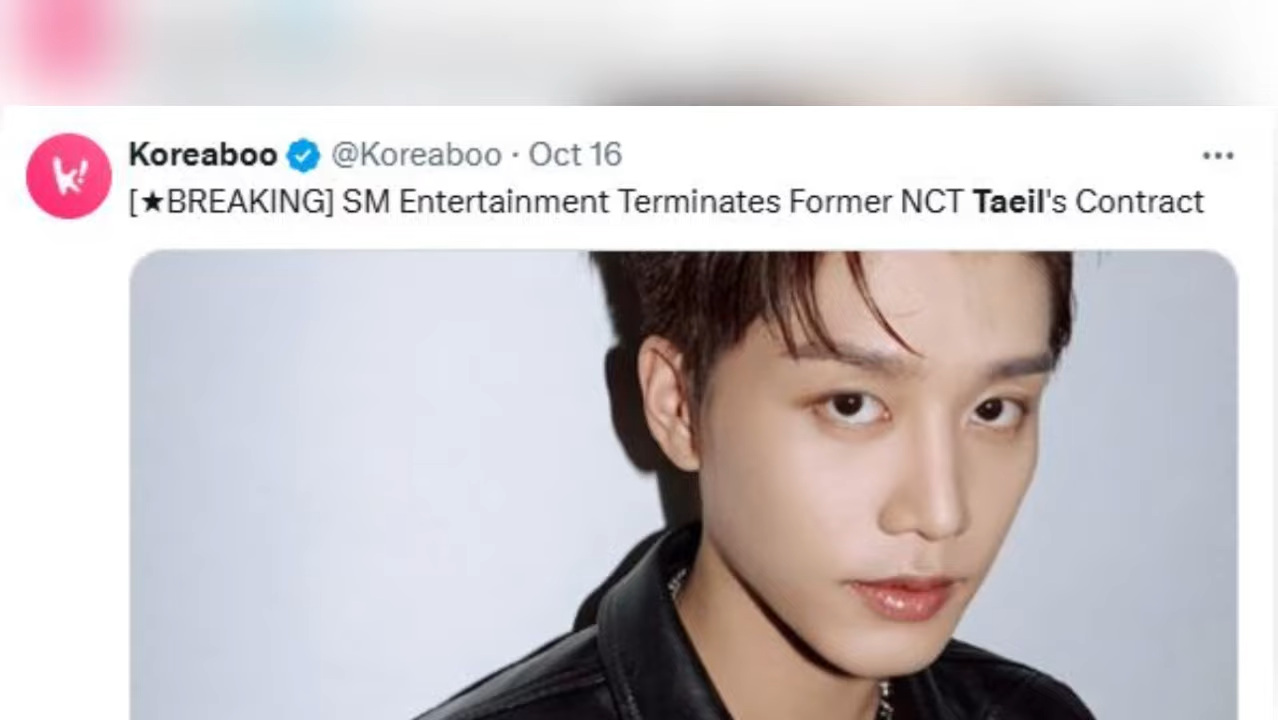 Koreaboo @Koreaboo · Oct 16
[★BREAKING] SM Entertainment Terminates Former NCT Taeil's Contract
k!